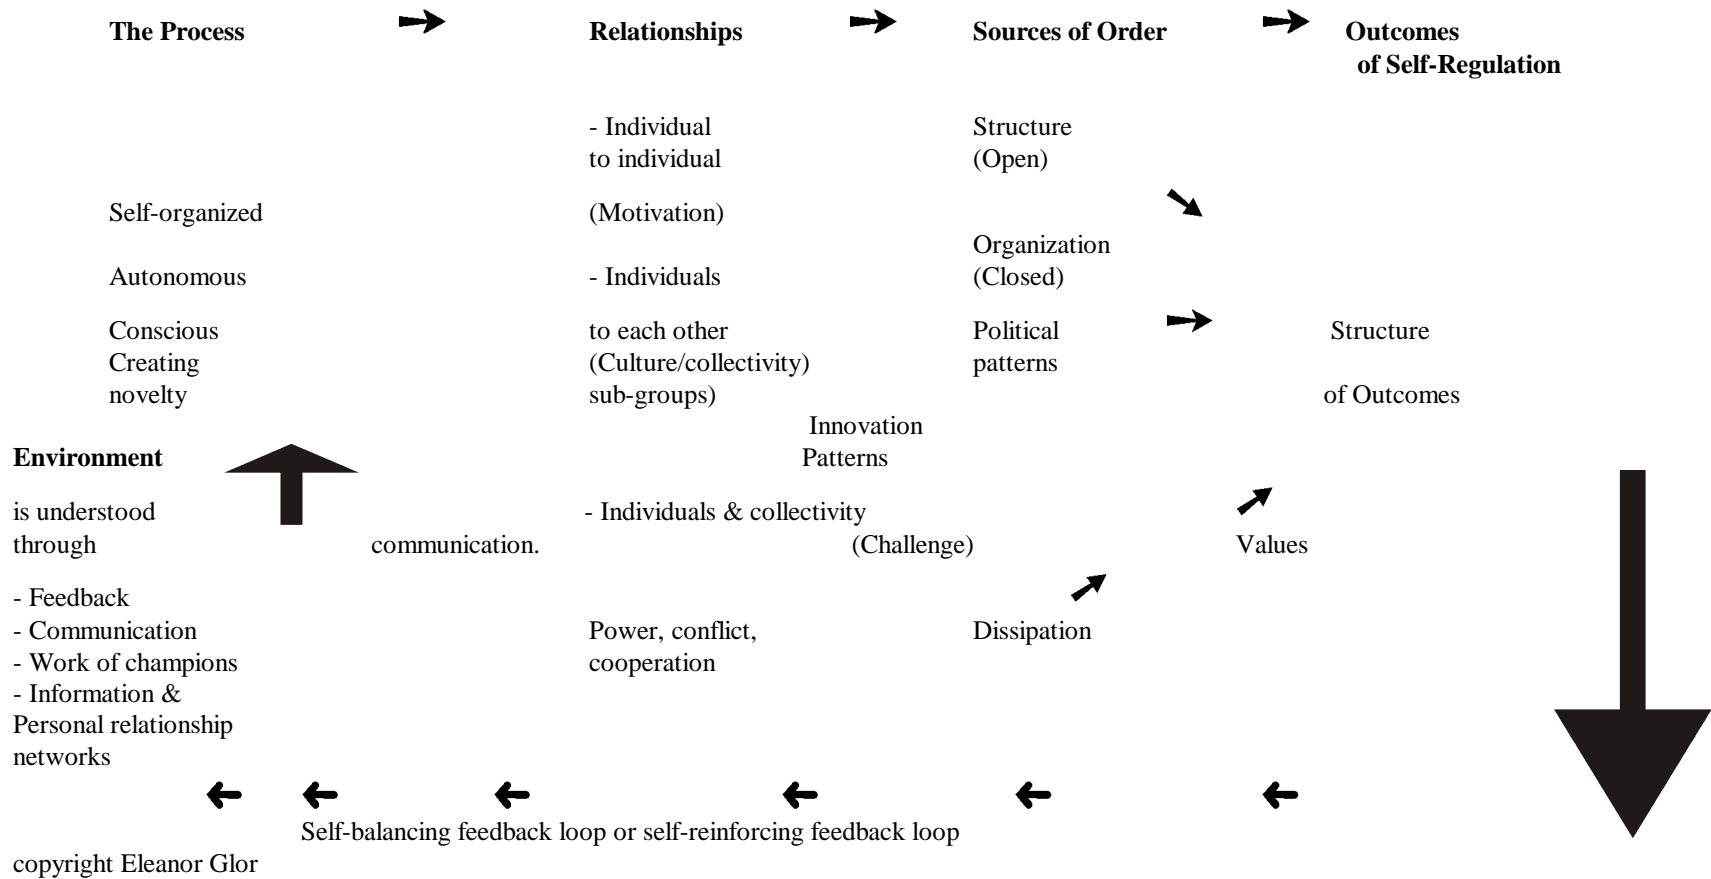 The Process
Relationships
Sources of Order
Outcomes
of Self-Regulation
- Individual
to individual
Structure
(Open)
Self-organized
(Motivation)
Organization
(Closed)
Autonomous
- Individuals
Conscious
Creating
novelty
to each other
(Culture/collectivity)
sub-groups)
Political
patterns
Structure
of Outcomes
Innovation
Patterns
Environment
is understood
through
communication.
- Individuals & collectivity
(Challenge)
Values
- Feedback
- Communication
- Work of champions
- Information &
Personal relationship
networks
Power, conflict,
cooperation
Dissipation
Self-balancing feedback loop or self-reinforcing feedback loop
copyright Eleanor Glor